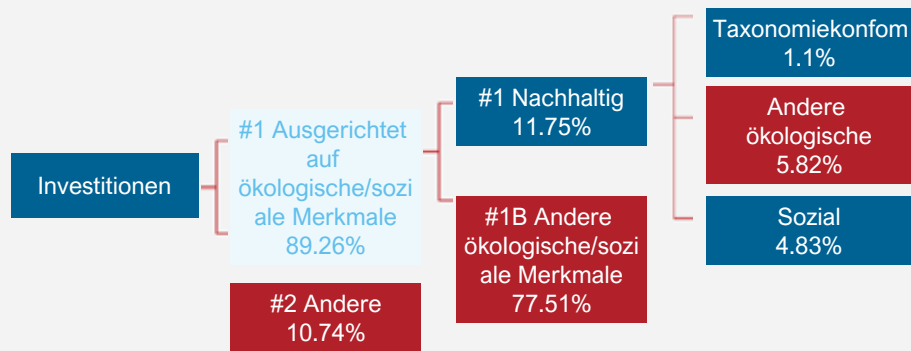 Investitionen
#1 Ausgerichtet
auf
ökologische/sozi
ale Merkmale
89.26%
#2 Andere
10.74%
#1 Nachhaltig
11.75%
#1B Andere
ökologische/sozi
ale Merkmale
77.51%
Taxonomiekonfom
1.1%
Andere
ökologische
5.82%
Sozial
4.83%